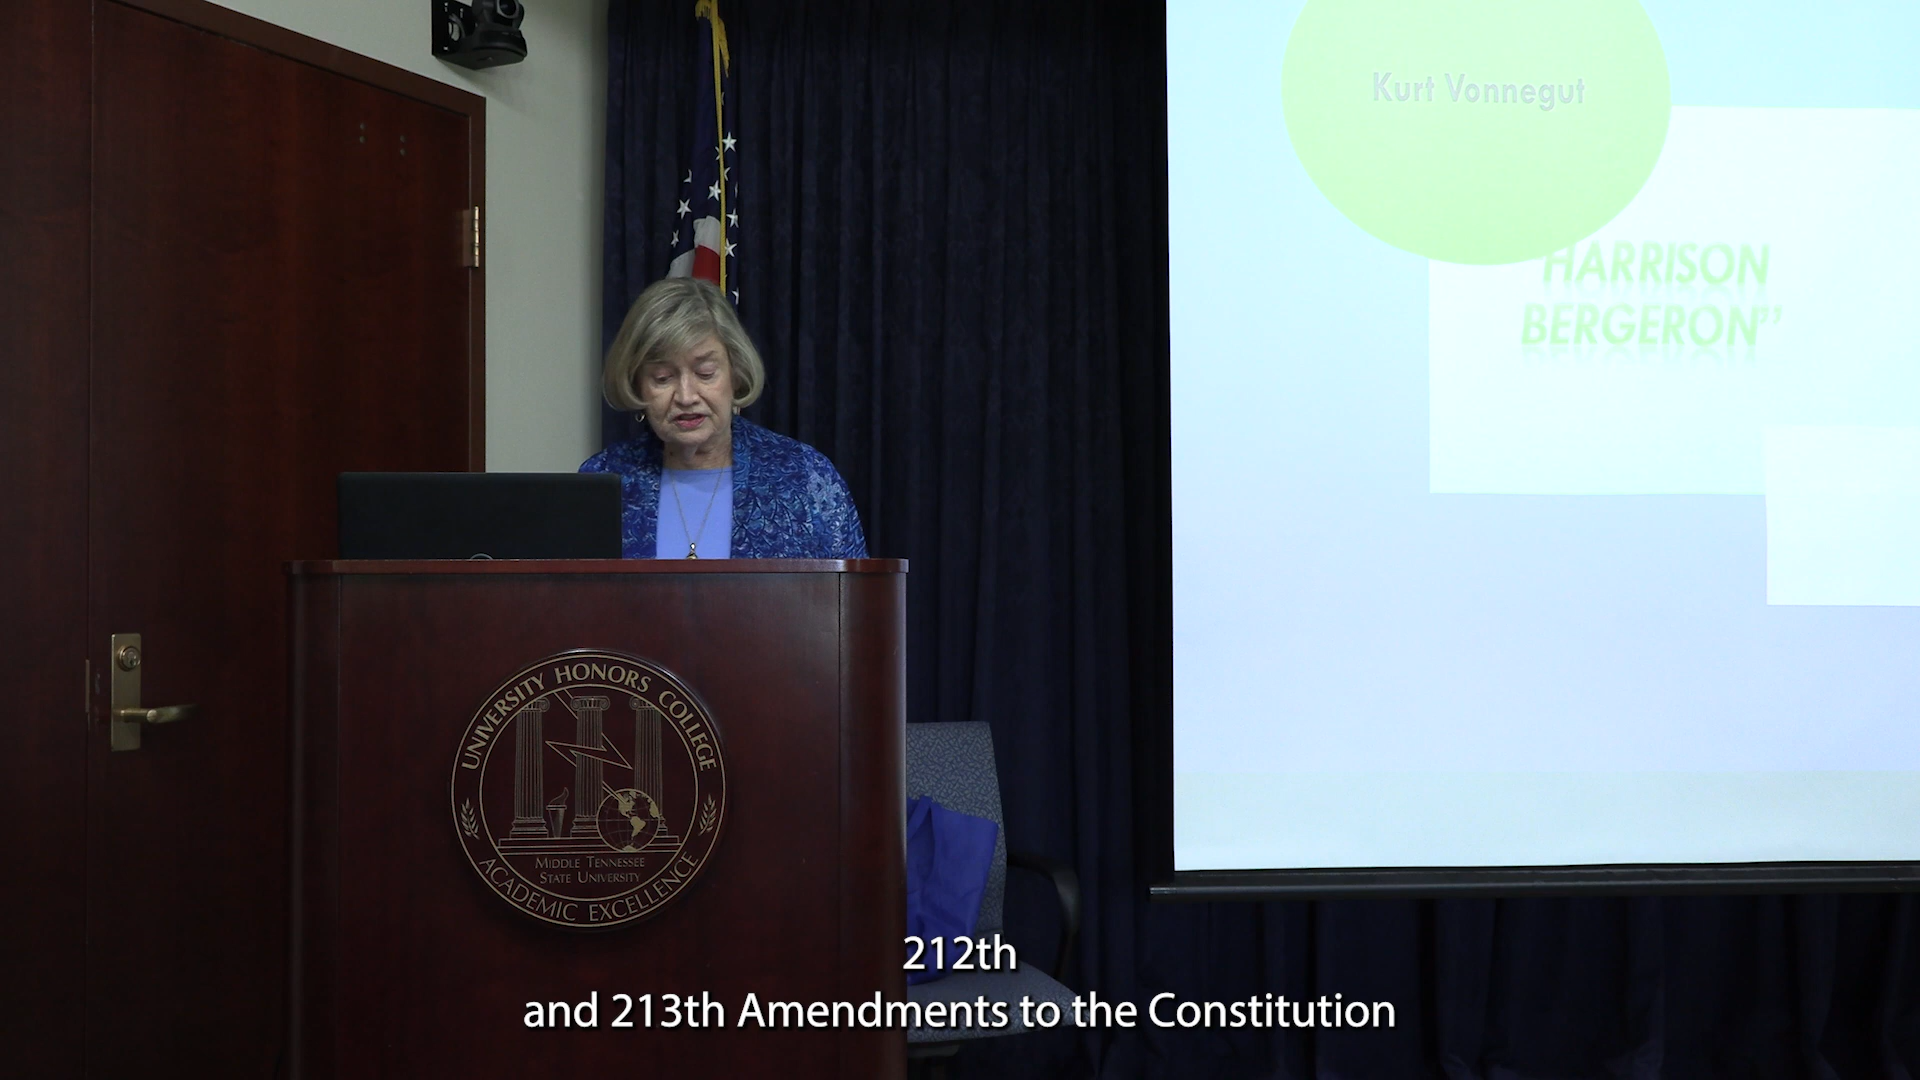 Kurt Vonnegut
"HARRISON
BERGERON"
UNIVERSITY HONORS COLLEGE
MIDDLE TENNESSEE
STATE UNIVERSITY
ACADEMIC EXCELLENCE
212th
and 213th Amendments to the Constitution